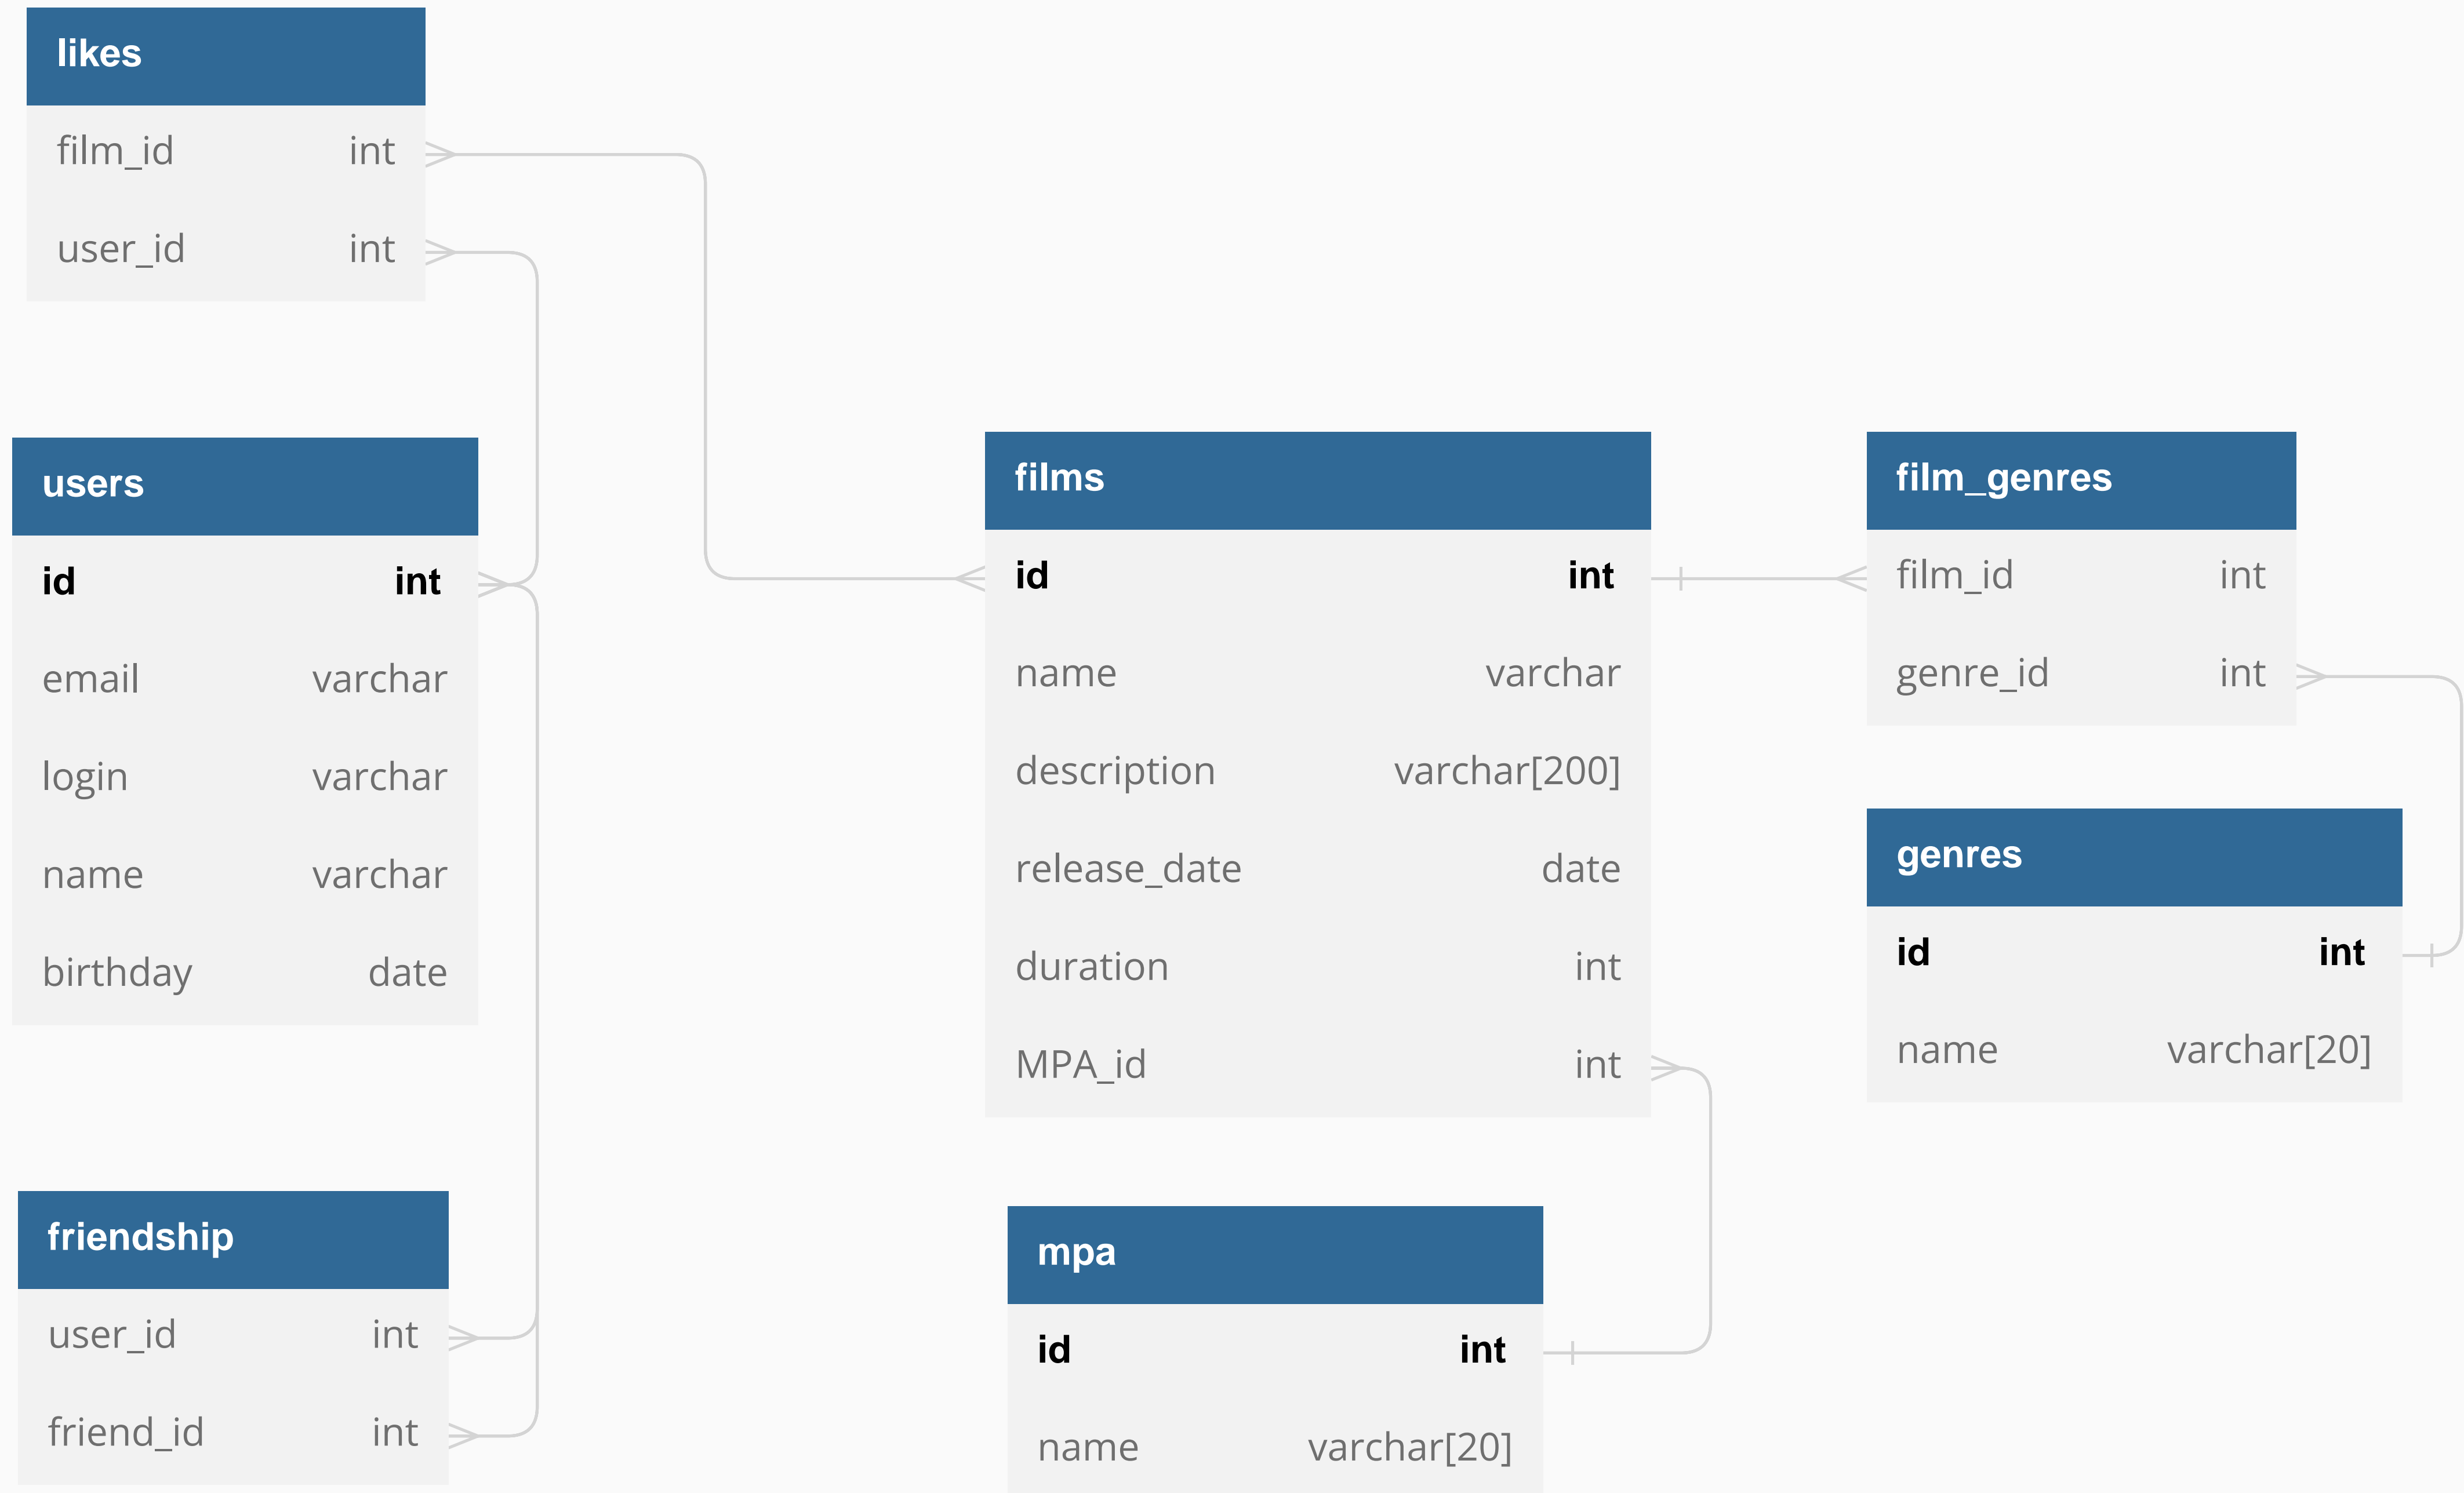 likes
film_id int
user_id int
users
id int
email varchar
login varchar
name varchar
birthday date
friendship
user_id int
friend_id int
films
id int
name varchar
description varchar[200]
release_date date
duration int
MPA_id int
mpa
id int
name varchar[20]
film_genres
film_id int
genre_id int
genres
id int
name varchar[20]